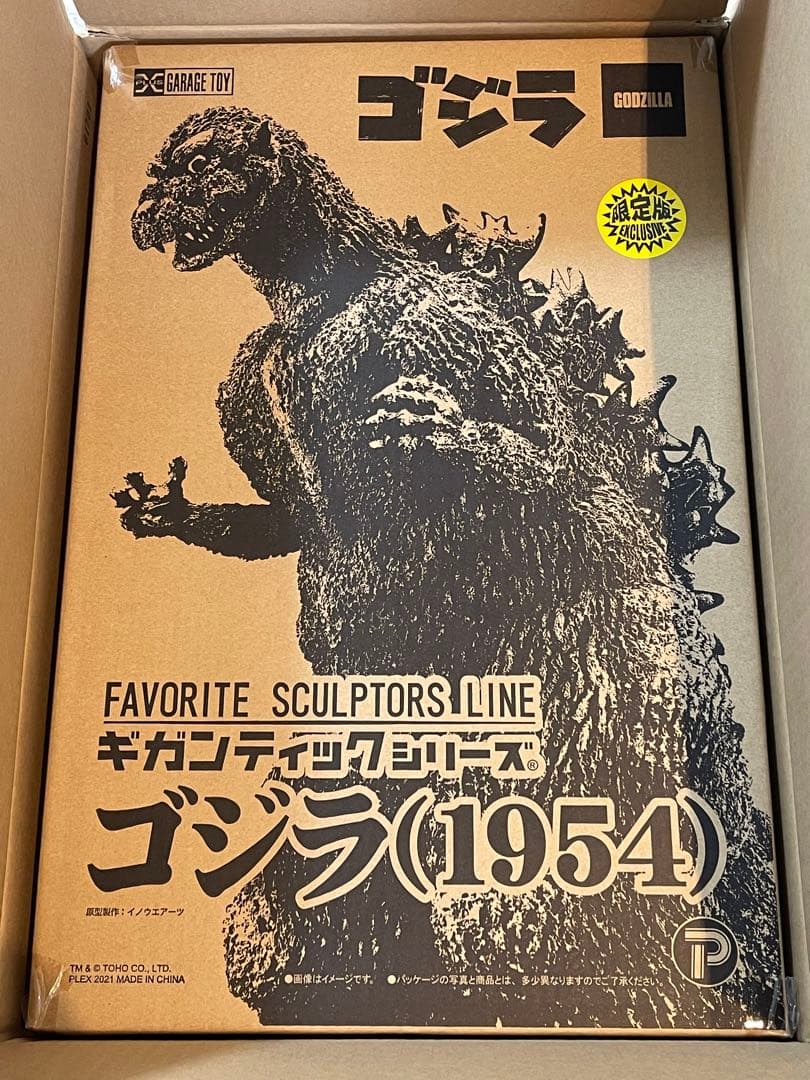 X PLUS GARAGE TOY
ゴジラ
GODZILLA
限定版
EXCLUSIVE
FAVORITE SCULPTORS LINE
ギガンティックシリーズ®
ゴジラ(1954)
原型製作:イノウエアーツ
TM & © TOHO CO., LTD.
PLEX 2021 MADE IN CHINA
●画像はイメージです。 ●パッケージの写真と商品とは、多少異なりますのでご了承ください。
P